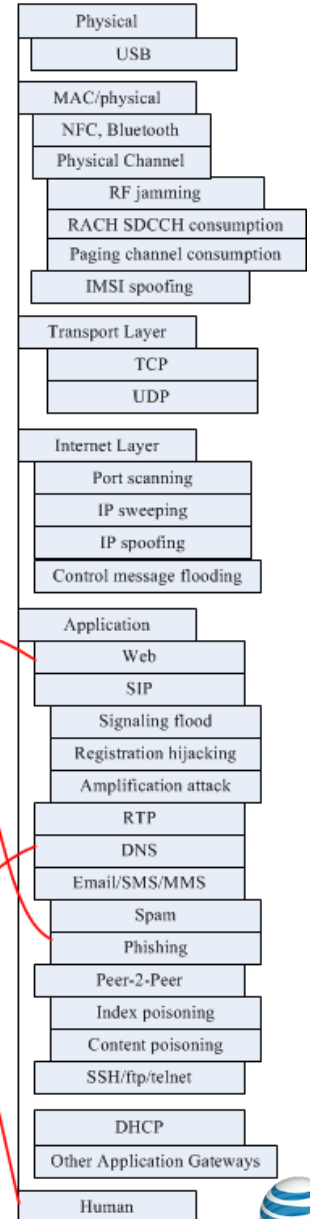 Physical
USB
MAC/physical
NFC, Bluetooth
Physical Channel
RF jamming
RACH SDCCH consumption
Paging channel consumption
IMSI spoofing
Transport Layer
TCP
UDP
Internet Layer
Port scanning
IP sweeping
IP spoofing
Control message flooding
Application
Web
SIP
Signaling flood
Registration hijacking
Amplification attack
RTP
DNS
Email/SMS/MMS
Spam
Phishing
Peer-2-Peer
Index poisoning
Content poisoning
SSH/ftp/telnet
DHCP
Other Application Gateways
Human